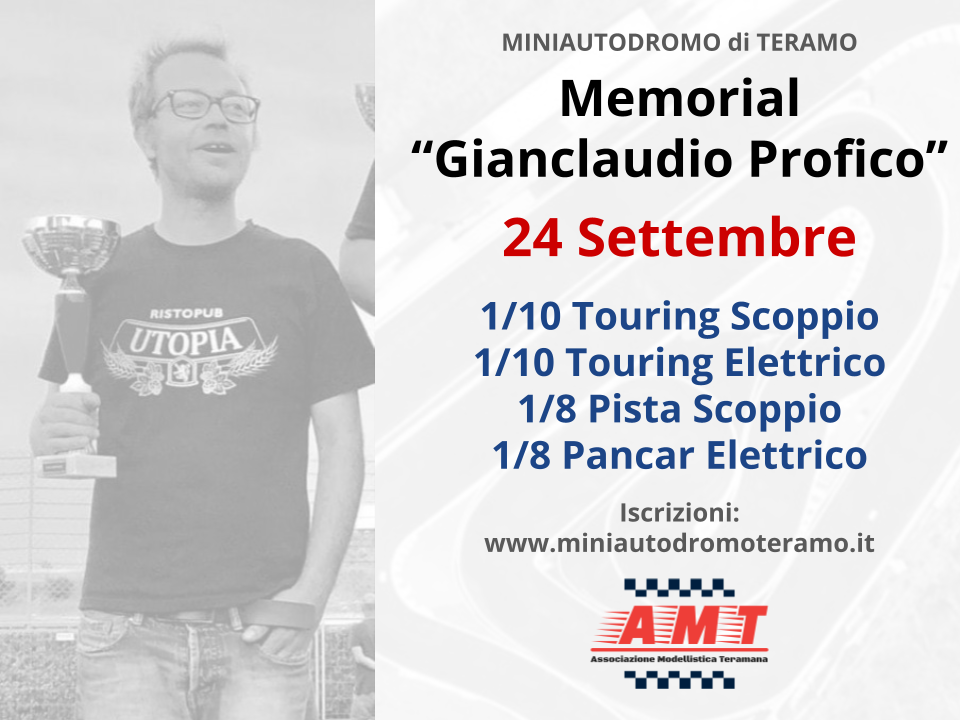 MINIAUTODROMO di TERAMO
Memorial
“Gianclaudio Profico”
24 Settembre
1/10 Touring Scoppio
1/10 Touring Elettrico
1/8 Pista Scoppio
1/8 Pancar Elettrico
Iscrizioni:
www.miniautodromoteramo.it
AMT
Associazione Modellistica Teramana
RISTOPUB
UTOPIA